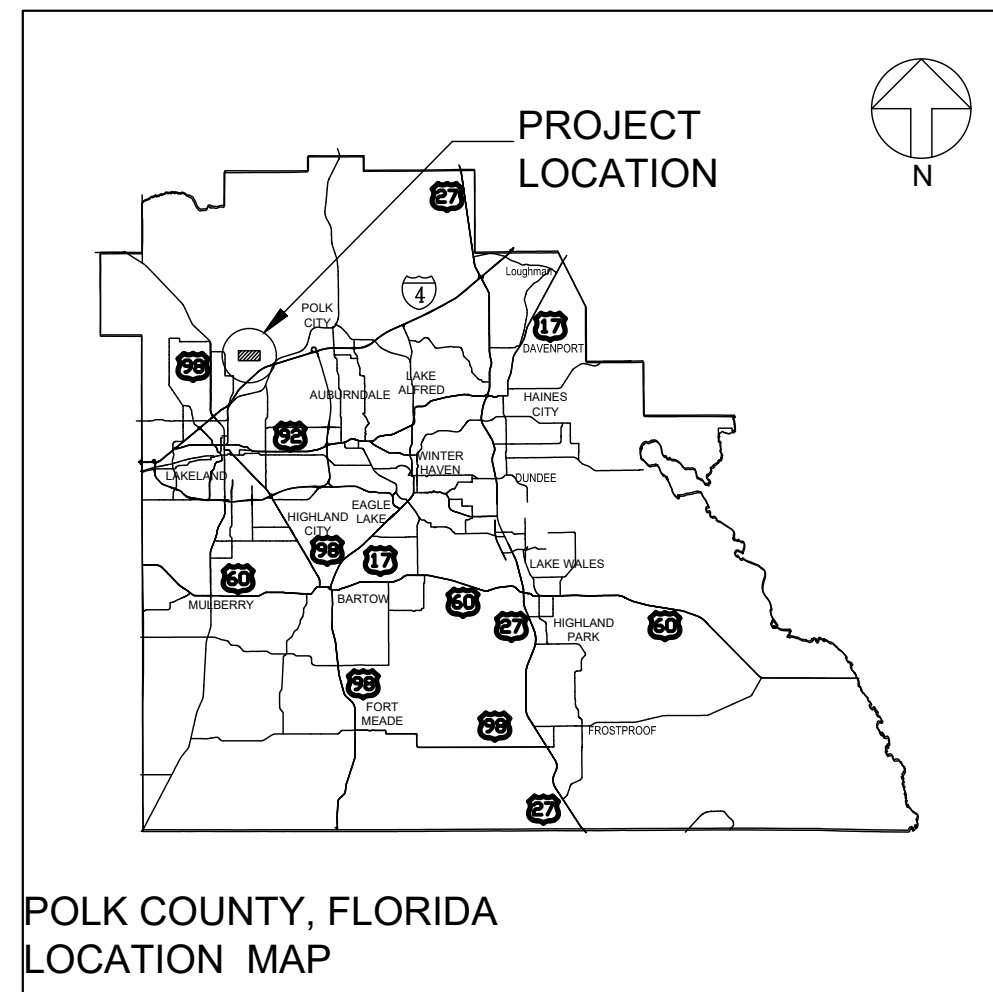 PROJECT
LOCATION
N
27
Loughman
4
POLK
CITY
17
DAVENPORT
98
LAKE
ALFRED
AUBURNDALE
HAINES
CITY
92
WINTER
HAVEN
LAKELAND
DUNDEE
EAGLE
LAKE
HIGHLAND
CITY
98
17
LAKE WALES
60
MULBERRY
BARTOW
60
27
HIGHLAND
PARK
60
98
FORT
MEADE
98
FROSTPROOF
27
POLK COUNTY, FLORIDA
LOCATION MAP